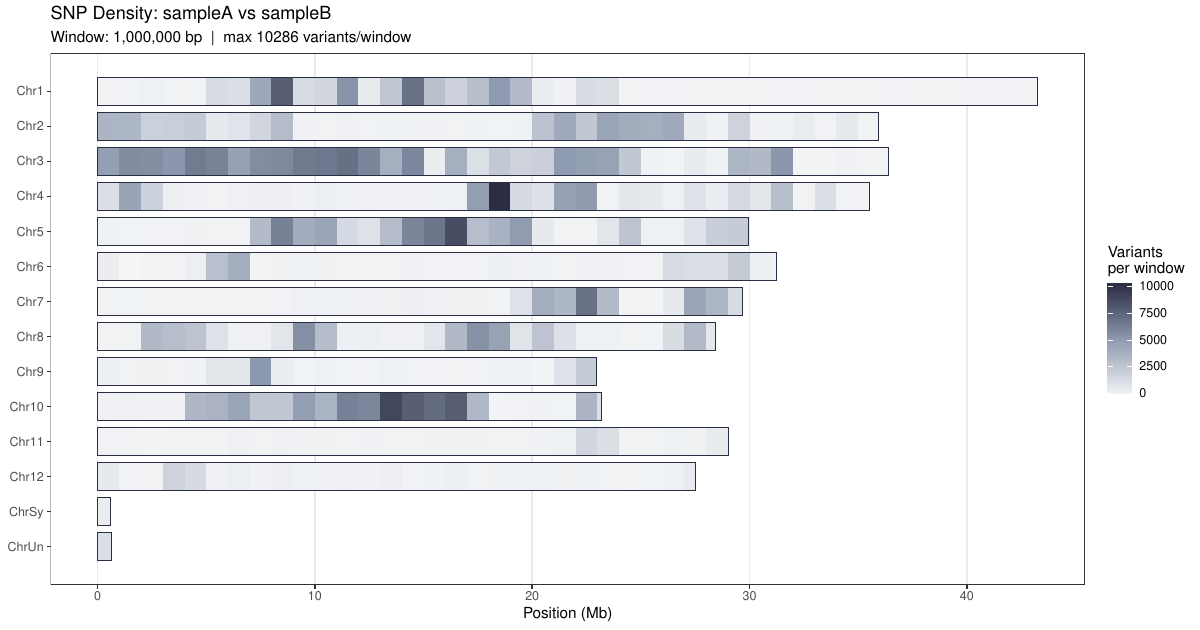 SNP Density: sampleA vs sampleB
Window: 1,000,000 bp | max 10286 variants/window
Chr1
Chr2
Chr3
Chr4
Chr5
Chr6
Chr7
Chr8
Chr9
Chr10
Chr11
Chr12
ChrSy
ChrUn
0 10 20 30 40
Position (Mb)
Variants
per window
10000
7500
5000
2500
0